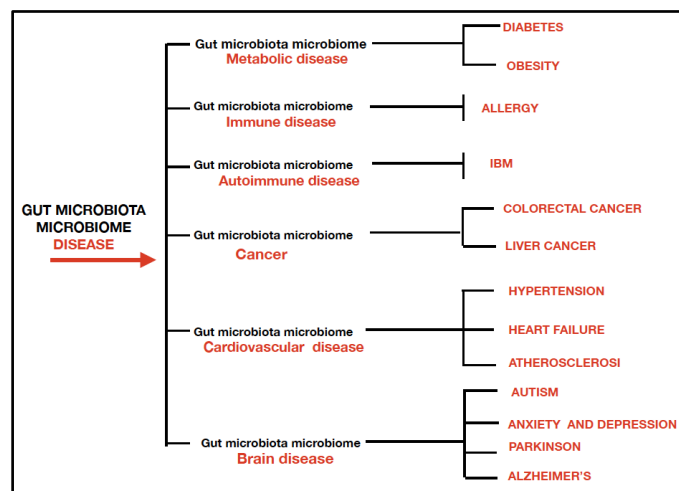 GUT MICROBIOTA
MICROBIOME
DISEASE
Gut microbiota microbiome
Metabolic disease
DIABETES
OBESITY
Gut microbiota microbiome
Immune disease
ALLERGY
Gut microbiota microbiome
Autoimmune disease
IBM
Gut microbiota microbiome
Cancer
COLORECTAL CANCER
LIVER CANCER
Gut microbiota microbiome
Cardiovascular disease
HYPERTENSION
HEART FAILURE
ATHEROSCLEROSI
Gut microbiota microbiome
Brain disease
AUTISM
ANXIETY AND DEPRESSION
PARKINSON
ALZHEIMER'S